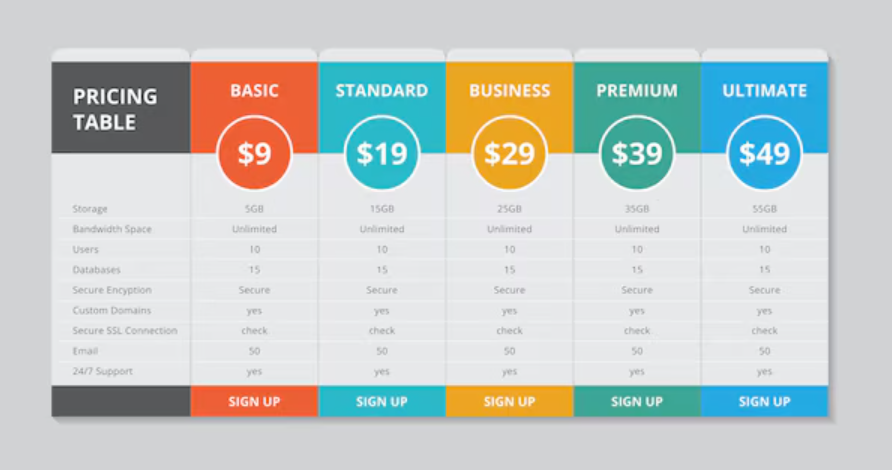 PRICING
TABLE
BASIC STANDARD BUSINESS PREMIUM ULTIMATE
$9 $19 $29 $39 $49
Storage 5GB 15GB 25GB 35GB 55GB
Bandwidth Space Unlimited Unlimited Unlimited Unlimited Unlimited
Users 10 10 10 10 10
Databases 15 15 15 15 15
Secure Encyption Secure Secure Secure Secure Secure
Custom Domains yes yes yes yes yes
Secure SSL Connection check check check check check
Email 50 50 50 50 50
24/7 Support yes yes yes yes yes
SIGN UP SIGN UP SIGN UP SIGN UP SIGN UP